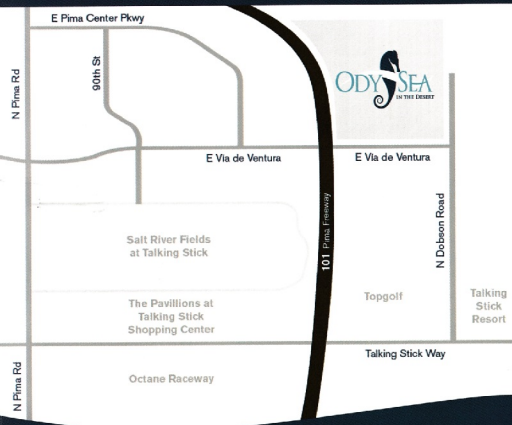 E Pima Center Pkwy
N Pima Rd
90th St
ODYSEA
IN THE DESERT
E Via de Ventura
E Via de Ventura
101 Pima Freeway
N Dobson Road
Salt River Fields
at Talking Stick
The Pavillions at
Talking Stick
Shopping Center
Topgolf
Talking
Stick
Resort
Talking Stick Way
N Pima Rd
Octane Raceway